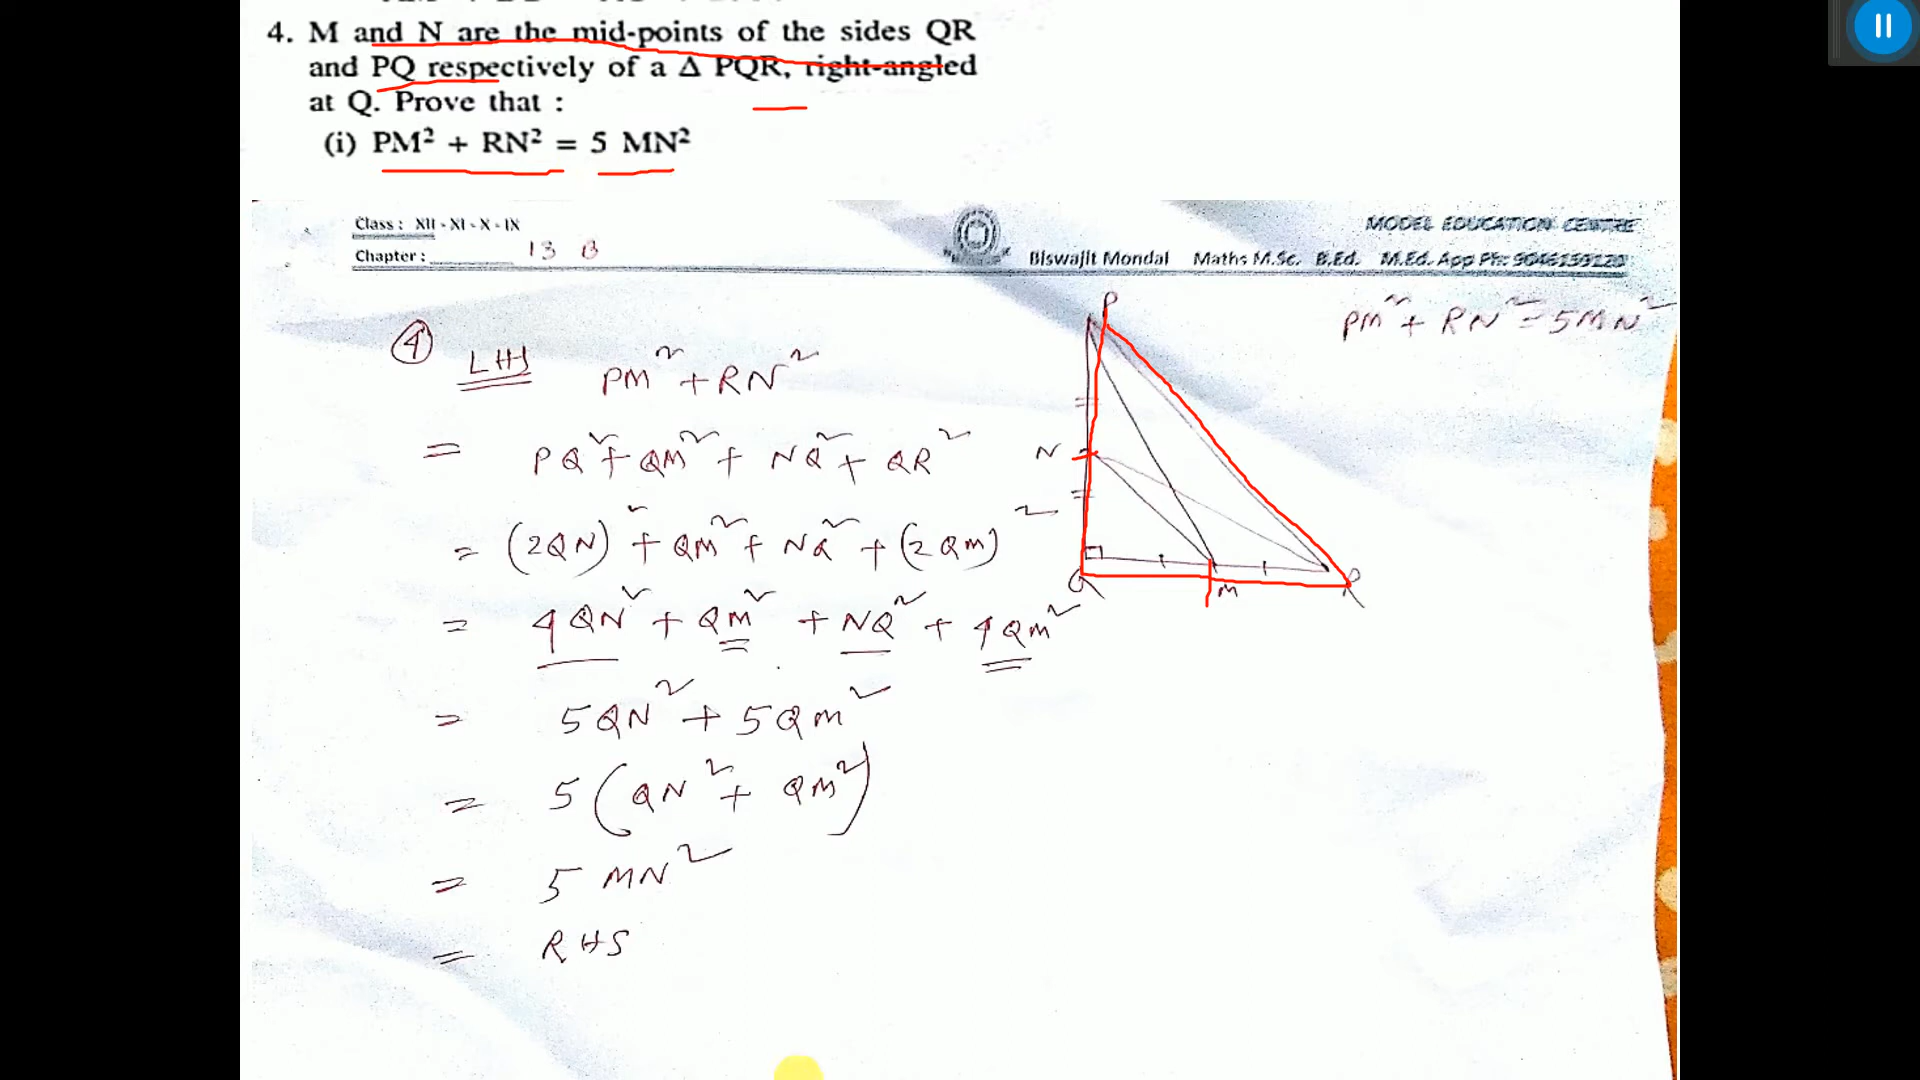 4. M and N are the mid-points of the sides QR
and PQ respectively of a Δ PQR, right-angled
at Q. Prove that :
(i) PM² + RN² = 5 MN²
Class : XII - XI - X - IX
Chapter : 13 B
MODEL EDUCATION CENTRE
Biswajit Mondal Maths M.Sc. B.Ed. M.Ed. App Ph:
PM² + RN² = 5MN²
④ LHS PM² + RN²
= PQ² + QM² + NQ² + QR²
= (2QN)² + QM² + NQ² + (2QM)²
= 4QN² + QM² + NQ² + 4QM²
= 5QN² + 5QM²
= 5(QN² + QM²)
= 5 MN²
= RHS
P
N
Q
M
R